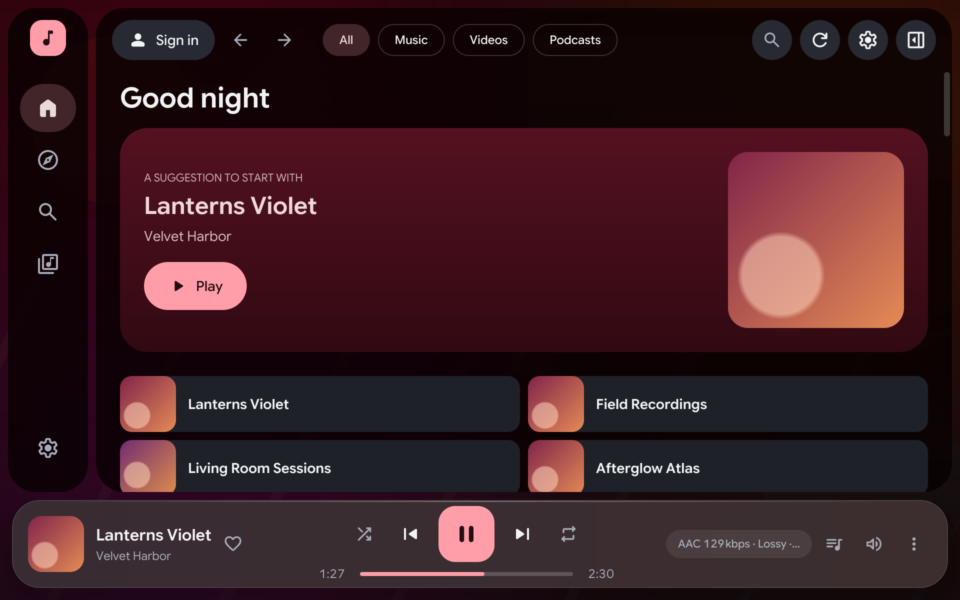 Sign in
All
Music
Videos
Podcasts
Good night
A SUGGESTION TO START WITH
Lanterns Violet
Velvet Harbor
Play
Lanterns Violet
Field Recordings
Living Room Sessions
Afterglow Atlas
Lanterns Violet
Velvet Harbor
1:27
2:30
AAC 129kbps · Lossy ·...